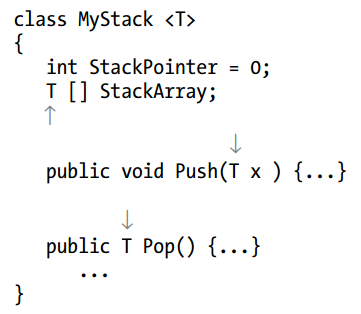 class MyStack <T>
{
int StackPointer = 0;
T [] StackArray;
↑
↓
public void Push(T x ) {...}
↓
public T Pop() {...}
...
}